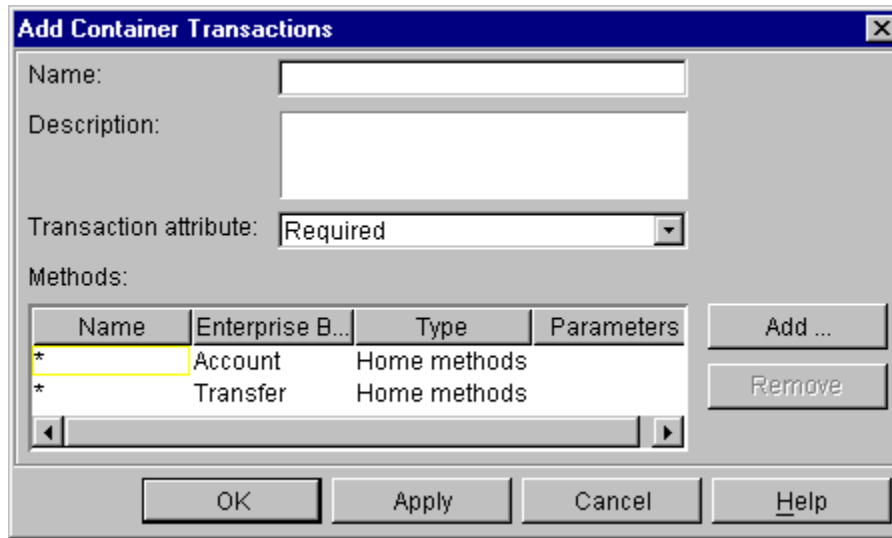 Add Container Transactions
Name:
Description:
Transaction attribute: Required
Methods:
Name Enterprise B... Type Parameters
* Account Home methods
* Transfer Home methods
Add ...
Remove
OK Apply Cancel Help